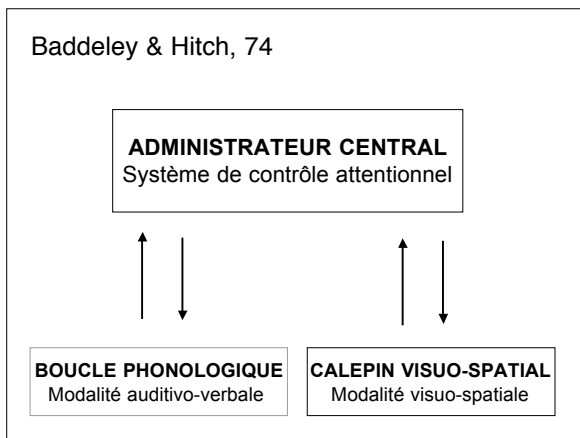 Baddeley & Hitch, 74
ADMINISTRATEUR CENTRAL
Système de contrôle attentionnel
BOUCLE PHONOLOGIQUE
Modalité auditivo-verbale
CALEPIN VISUO-SPATIAL
Modalité visuo-spatiale